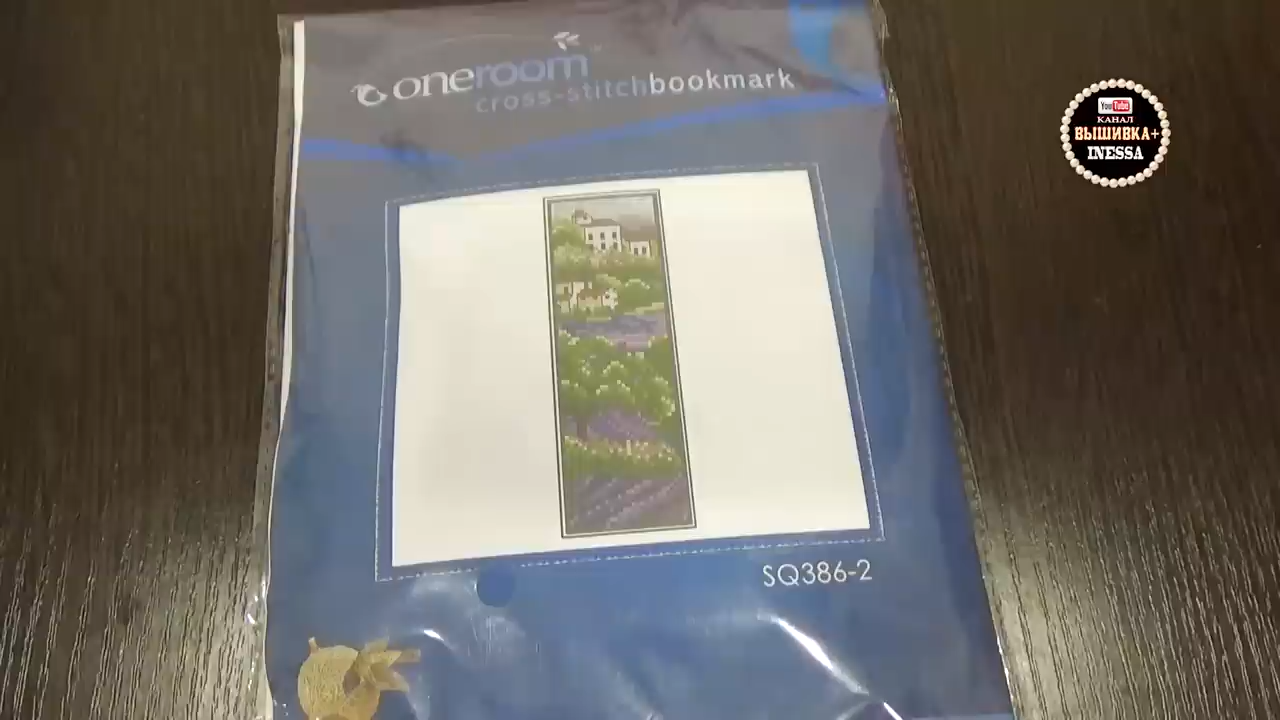 oneroom
cross-stitchbookmark
SQ386-2
YouTube
КАНАЛ
ВЫШИВКА+
INESSA